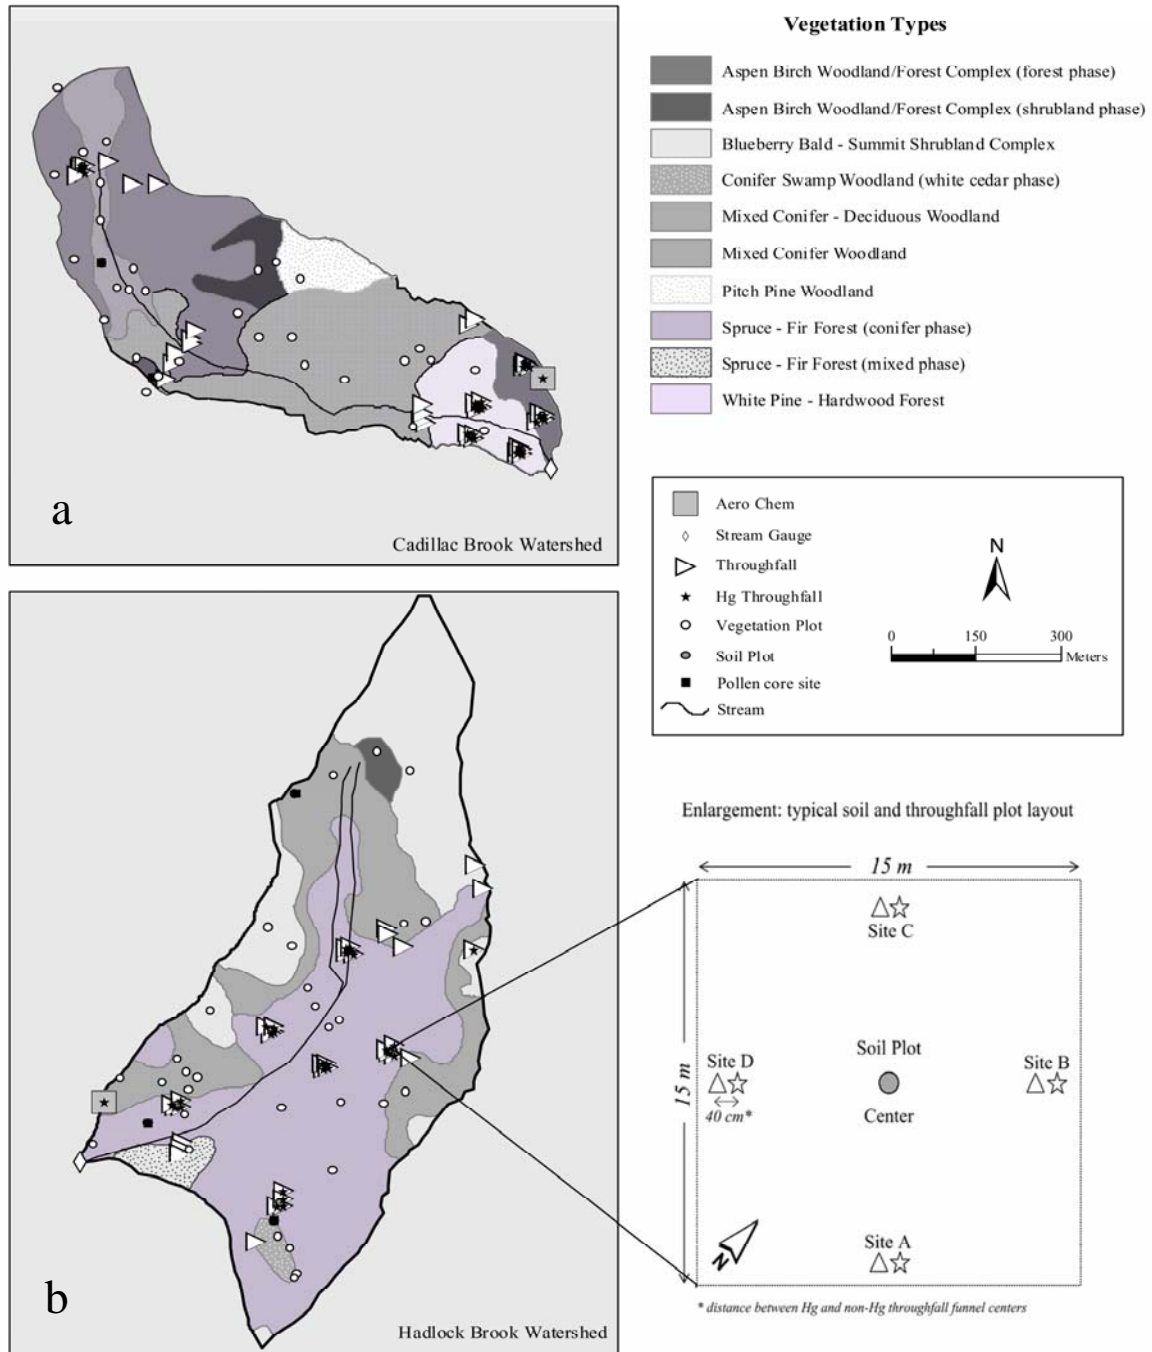 a
Cadillac Brook Watershed
Vegetation Types
Aspen Birch Woodland/Forest Complex (forest phase)
Aspen Birch Woodland/Forest Complex (shrubland phase)
Blueberry Bald - Summit Shrubland Complex
Conifer Swamp Woodland (white cedar phase)
Mixed Conifer - Deciduous Woodland
Mixed Conifer Woodland
Pitch Pine Woodland
Spruce - Fir Forest (conifer phase)
Spruce - Fir Forest (mixed phase)
White Pine - Hardwood Forest
Aero Chem
Stream Gauge
Throughfall
Hg Throughfall
Vegetation Plot
Soil Plot
Pollen core site
Stream
N
0 150 300
Meters
b
Hadlock Brook Watershed
Enlargement: typical soil and throughfall plot layout
15 m
Site C
15 m
Site D
40 cm*
Soil Plot
Center
Site B
Site A
N
* distance between Hg and non-Hg throughfall funnel centers